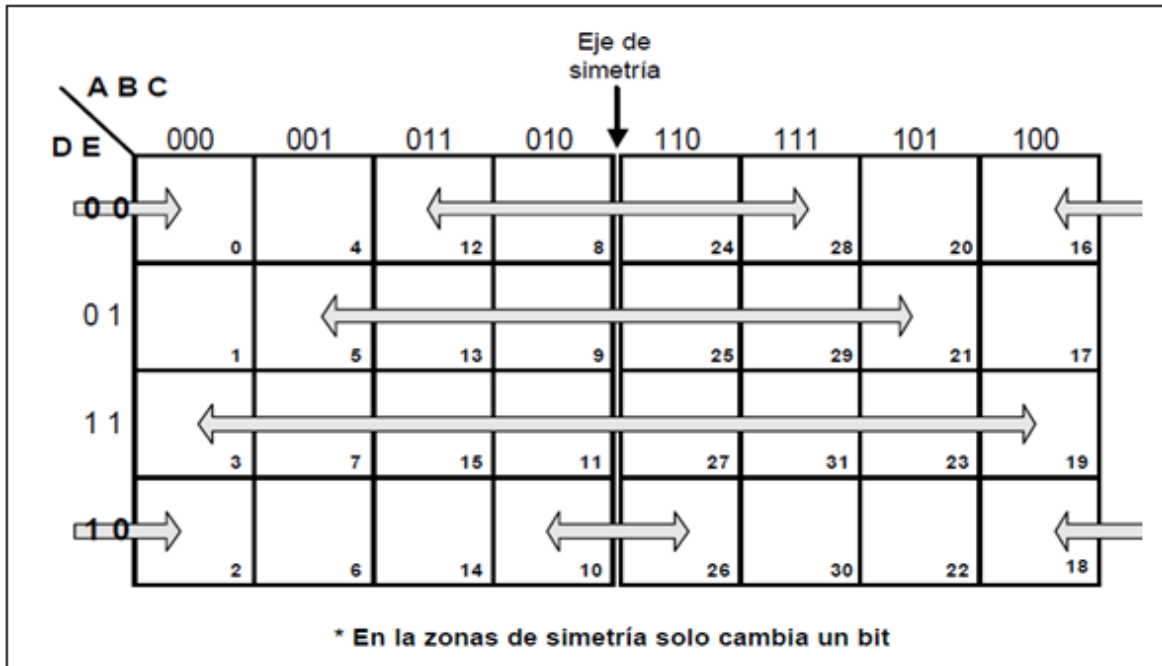 Eje de
simetría
A B C
D E
000 001 011 010 110 111 101 100
0 0
0 4 12 8 24 28 20 16
0 1
1 5 13 9 25 29 21 17
1 1
3 7 15 11 27 31 23 19
1 0
2 6 14 10 26 30 22 18
* En la zonas de simetría solo cambia un bit